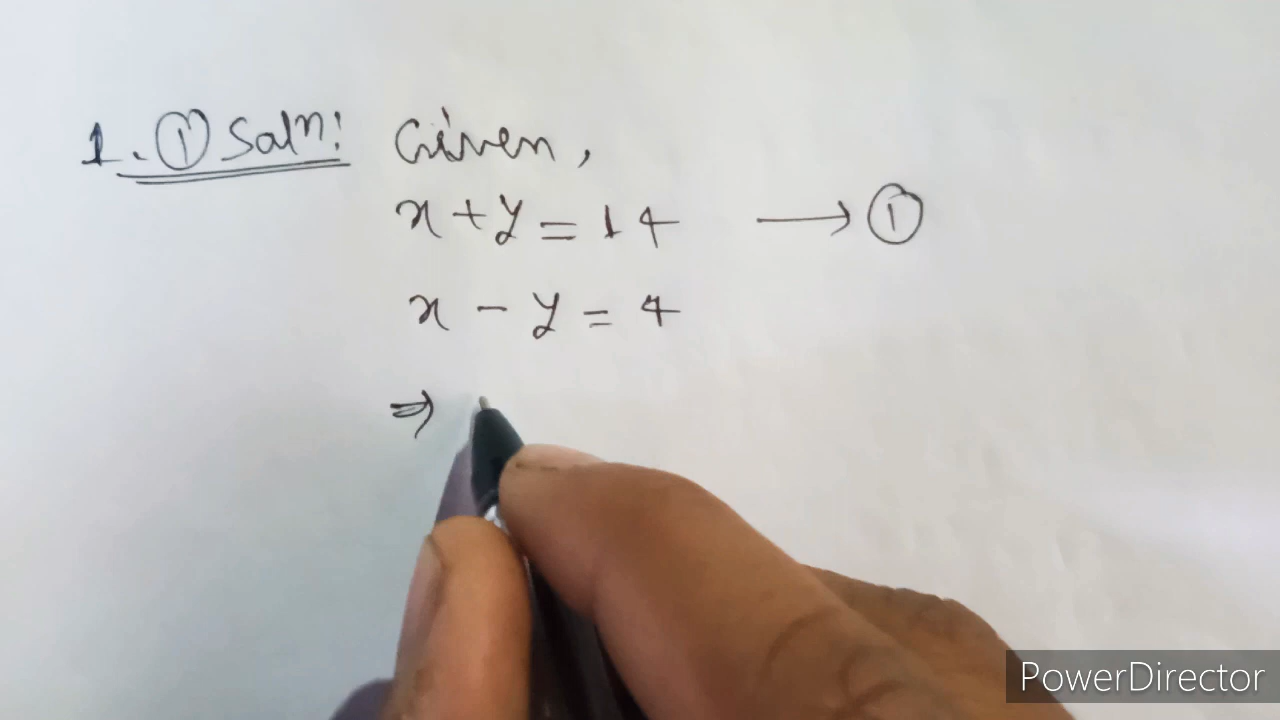 1. ① Solⁿ: Given,
x + y = 14 ⟶ ①
x - y = 4
⇒
PowerDirector